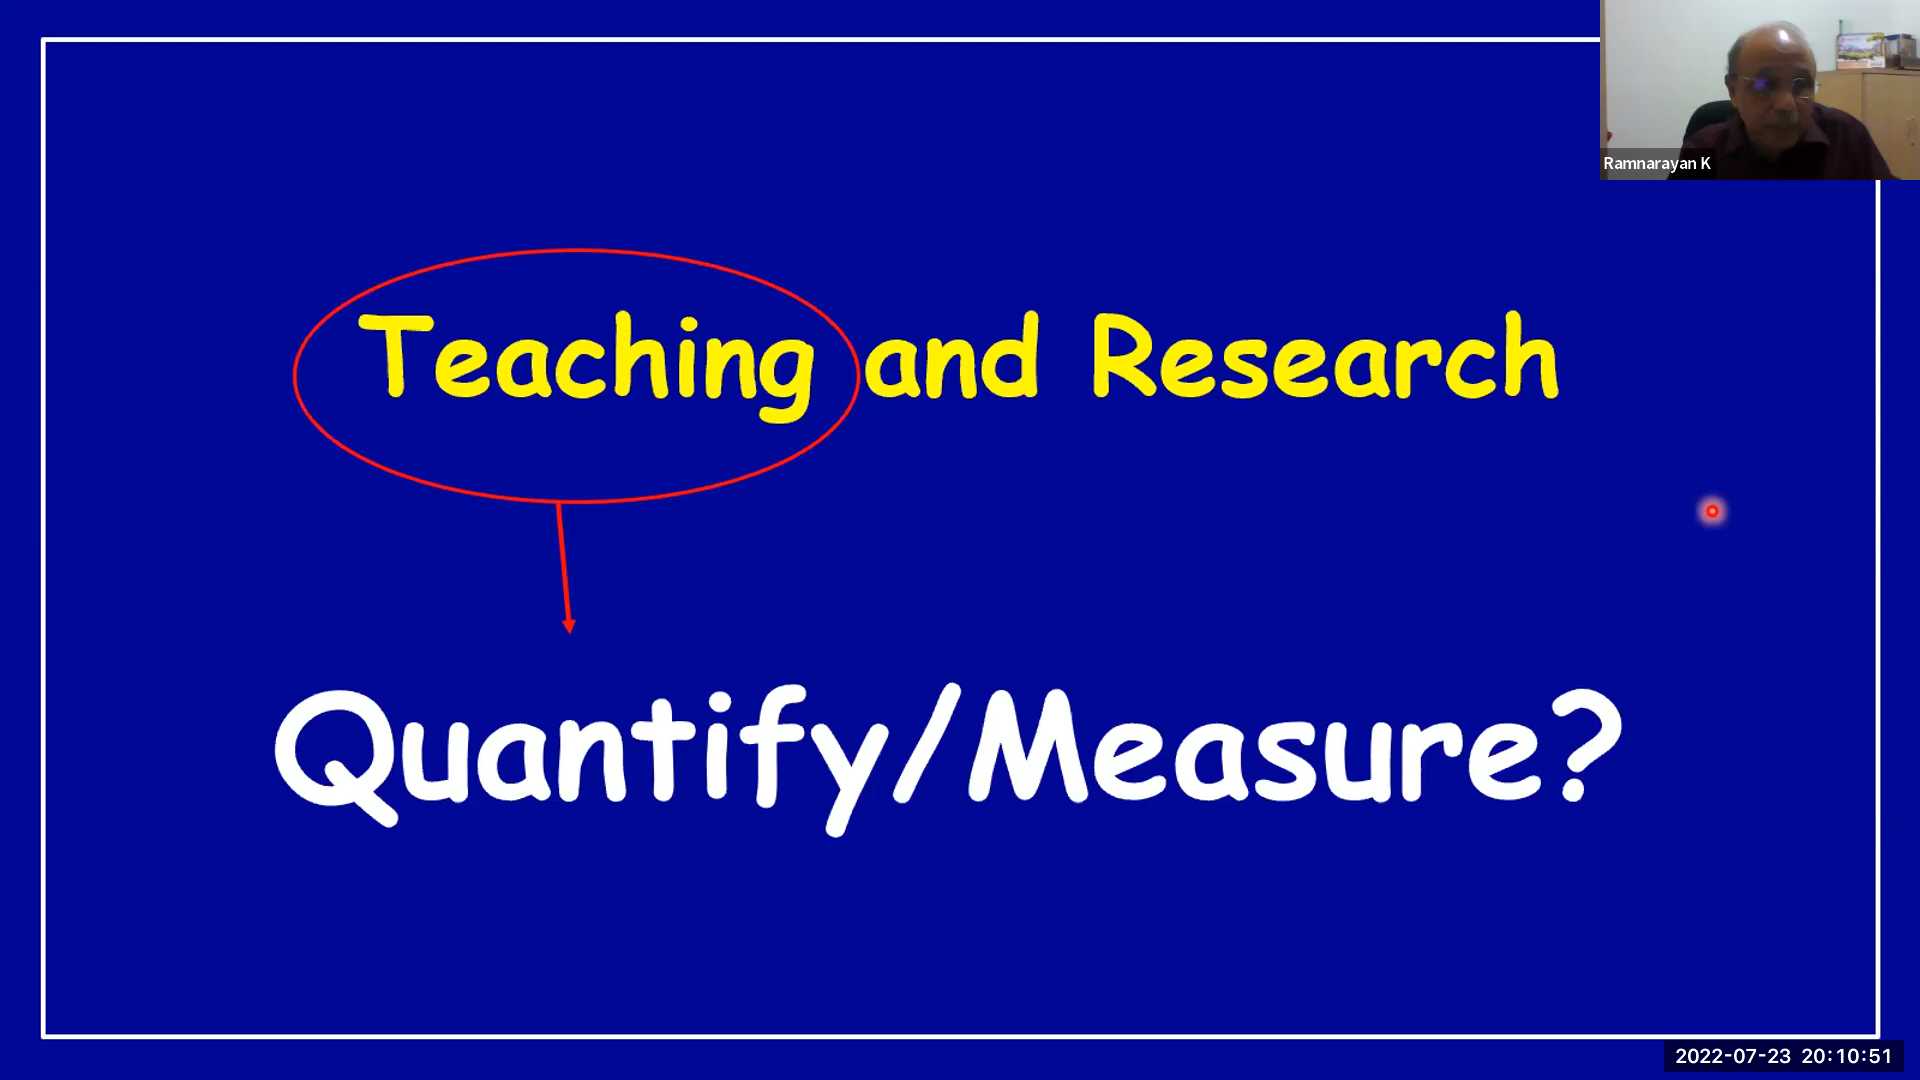 Ramnarayan K
Teaching and Research
Quantify/Measure?
2022-07-23 20:10:51